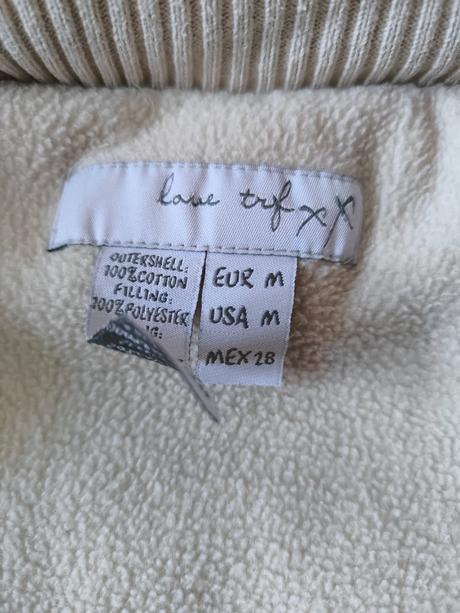 love trf xx
OUTERSHELL:
100%COTTON
FILLING:
100%POLYESTER
EUR M
USA M
MEX 28